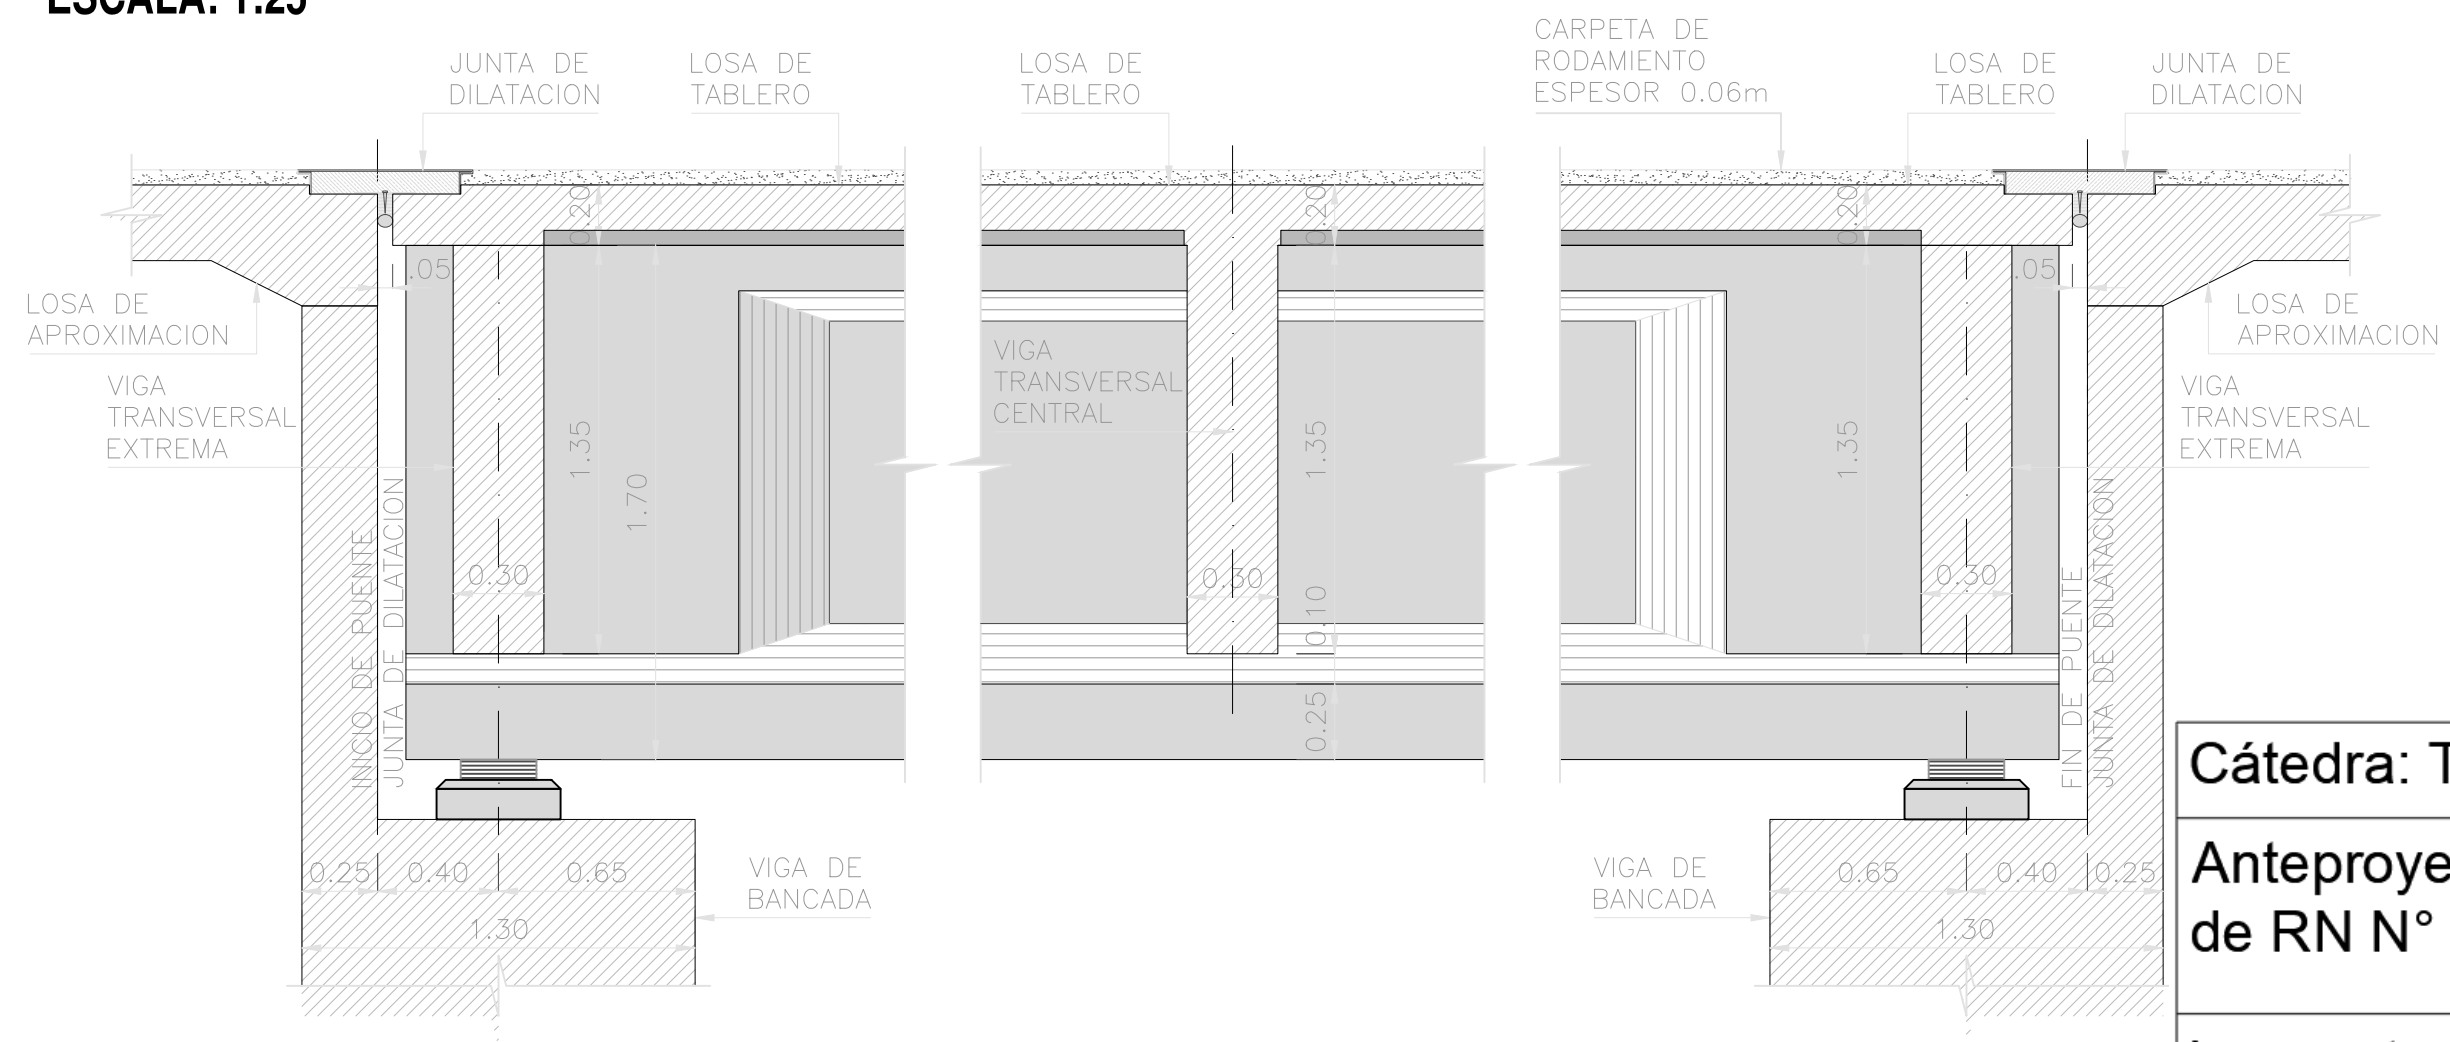 ESCALA: 1:25
JUNTA DE
DILATACION
LOSA DE
TABLERO
LOSA DE
TABLERO
CARPETA DE
RODAMIENTO
ESPESOR 0.06m
LOSA DE
TABLERO
JUNTA DE
DILATACION
0.20
0.20
0.20
.05
.05
LOSA DE
APROXIMACION
LOSA DE
APROXIMACION
VIGA
TRANSVERSAL
EXTREMA
VIGA
TRANSVERSAL
CENTRAL
VIGA
TRANSVERSAL
EXTREMA
1.35
1.70
1.35
1.35
0.30
0.30
0.30
0.10
0.25
INICIO DE PUENTE
JUNTA DE DILATACION
FIN DE PUENTE
JUNTA DE DILATACION
0.25
0.40
0.65
1.30
VIGA DE
BANCADA
VIGA DE
BANCADA
0.65
0.40
0.25
1.30
Cátedra: T
Anteproye
de RN N°